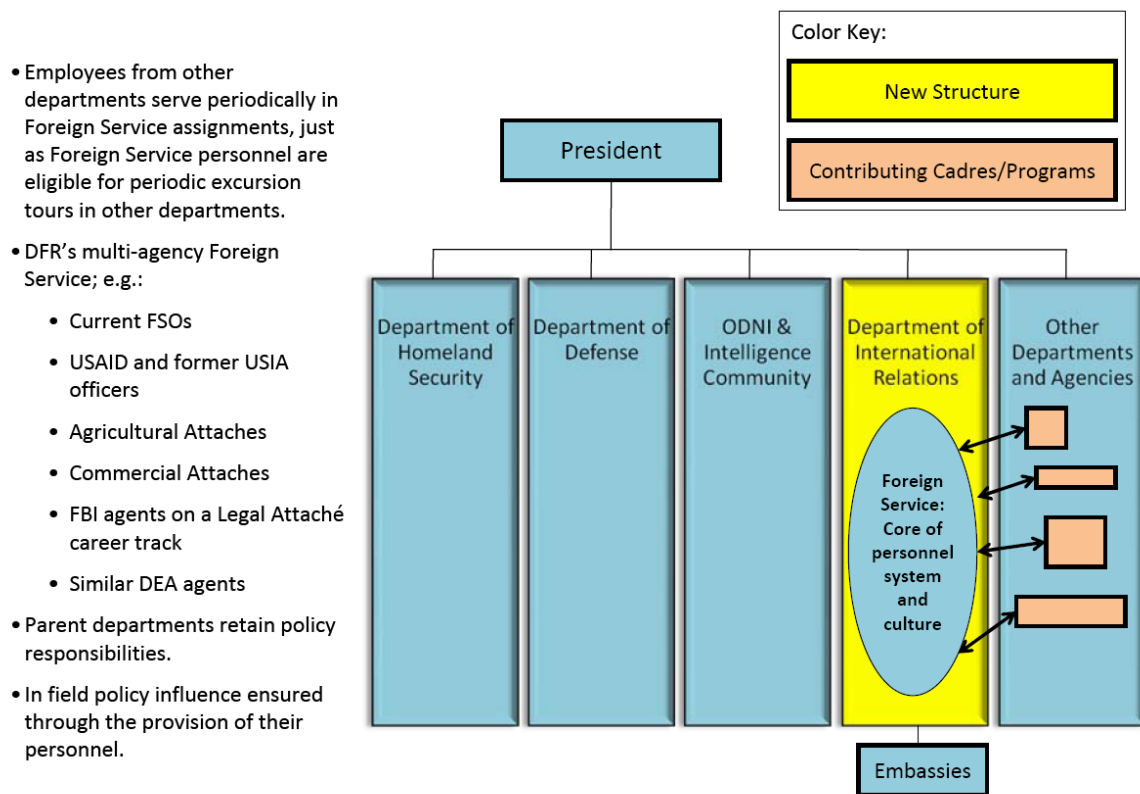 • Employees from other
departments serve periodically in
Foreign Service assignments, just
as Foreign Service personnel are
eligible for periodic excursion
tours in other departments.
• DFR’s multi-agency Foreign
Service; e.g.:
• Current FSOs
• USAID and former USIA
officers
• Agricultural Attaches
• Commercial Attaches
• FBI agents on a Legal Attaché
career track
• Similar DEA agents
• Parent departments retain policy
responsibilities.
• In field policy influence ensured
through the provision of their
personnel.
Color Key:
New Structure
Contributing Cadres/Programs
President
Department of
Homeland
Security
Department of
Defense
ODNI &
Intelligence
Community
Department of
International
Relations
Other
Departments
and Agencies
Foreign
Service:
Core of
personnel
system
and
culture
Embassies